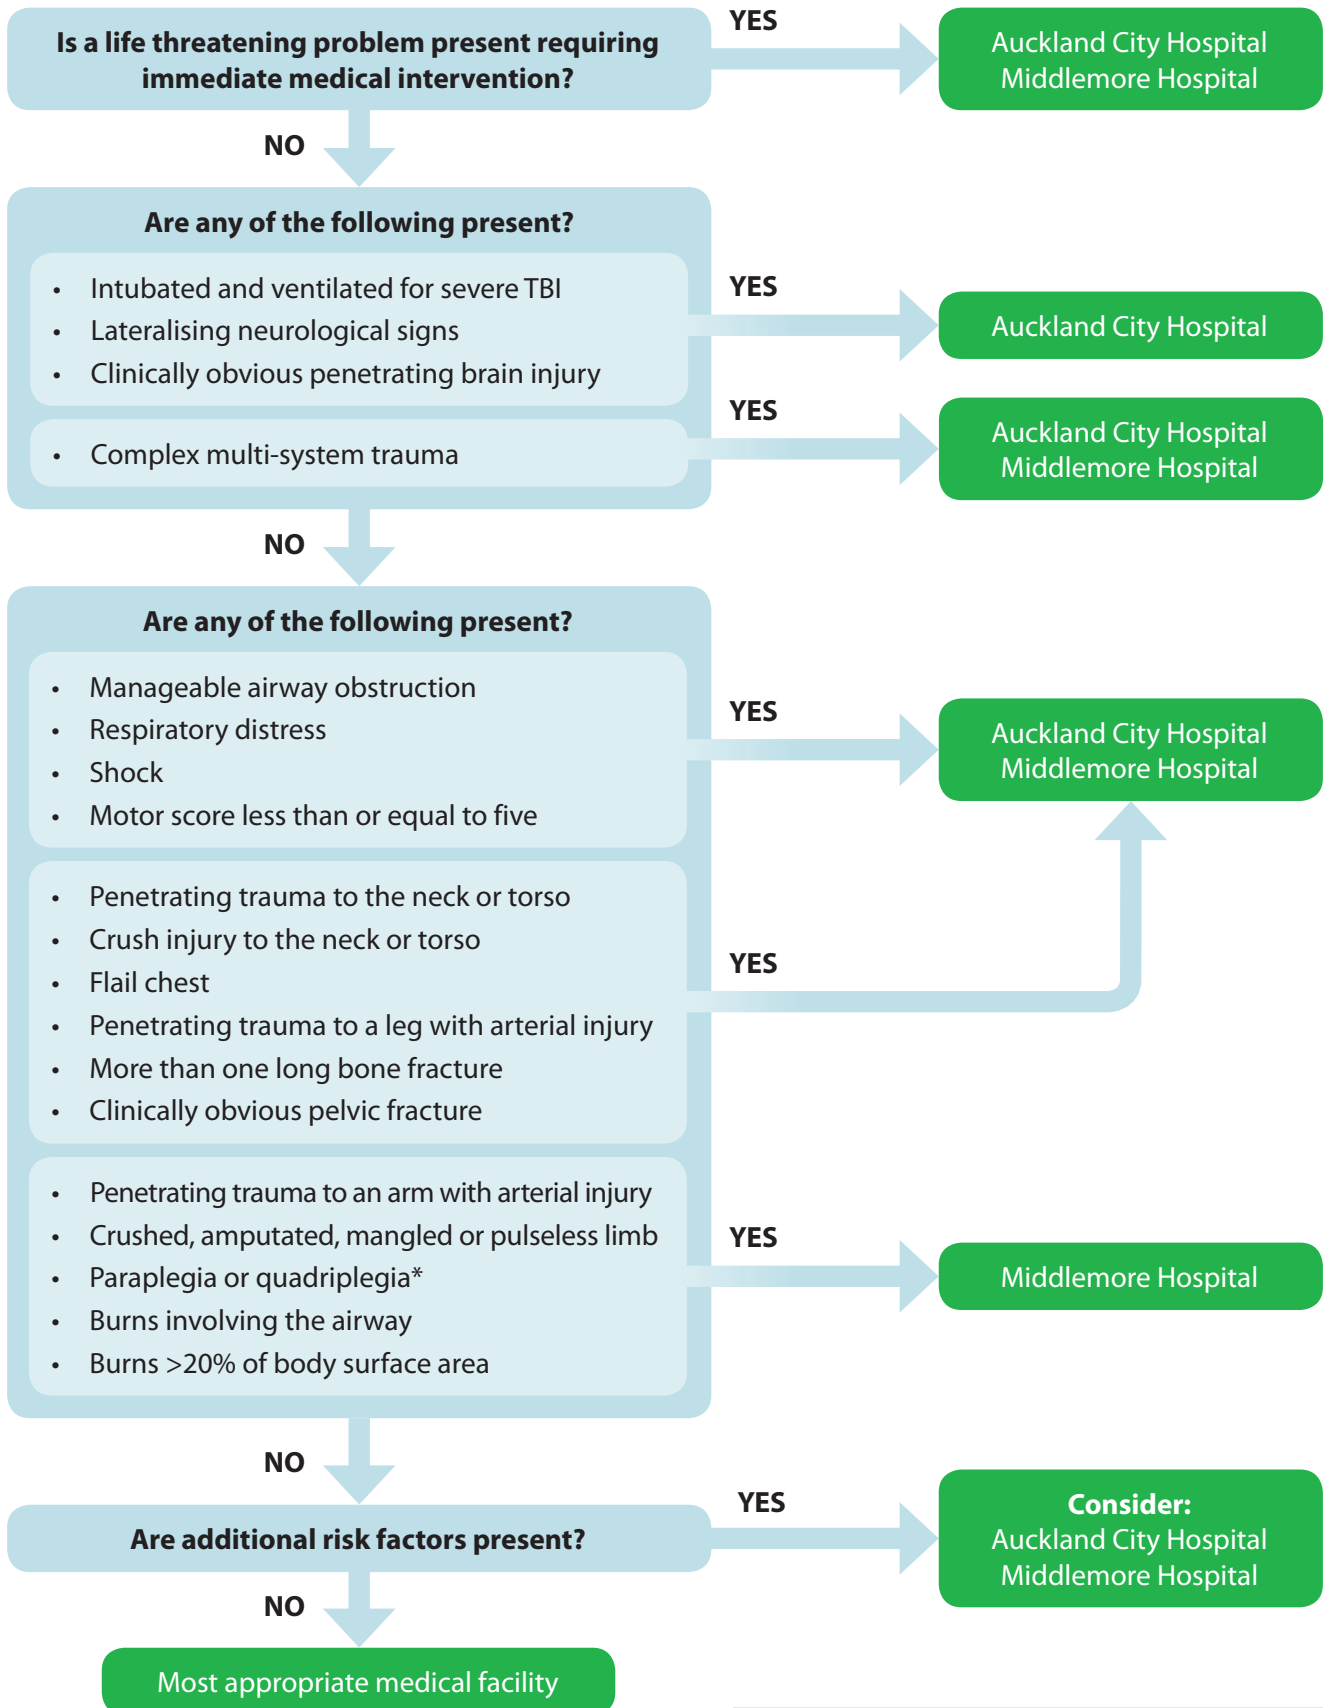 Is a life threatening problem present requiring
immediate medical intervention?
YES
Auckland City Hospital
Middlemore Hospital
NO
Are any of the following present?
• Intubated and ventilated for severe TBI
• Lateralising neurological signs
• Clinically obvious penetrating brain injury
YES
Auckland City Hospital
• Complex multi-system trauma
YES
Auckland City Hospital
Middlemore Hospital
NO
Are any of the following present?
• Manageable airway obstruction
• Respiratory distress
• Shock
• Motor score less than or equal to five
YES
Auckland City Hospital
Middlemore Hospital
• Penetrating trauma to the neck or torso
• Crush injury to the neck or torso
• Flail chest
• Penetrating trauma to a leg with arterial injury
• More than one long bone fracture
• Clinically obvious pelvic fracture
YES
• Penetrating trauma to an arm with arterial injury
• Crushed, amputated, mangled or pulseless limb
• Paraplegia or quadriplegia*
• Burns involving the airway
• Burns >20% of body surface area
YES
Middlemore Hospital
NO
Are additional risk factors present?
YES
Consider:
Auckland City Hospital
Middlemore Hospital
NO
Most appropriate medical facility